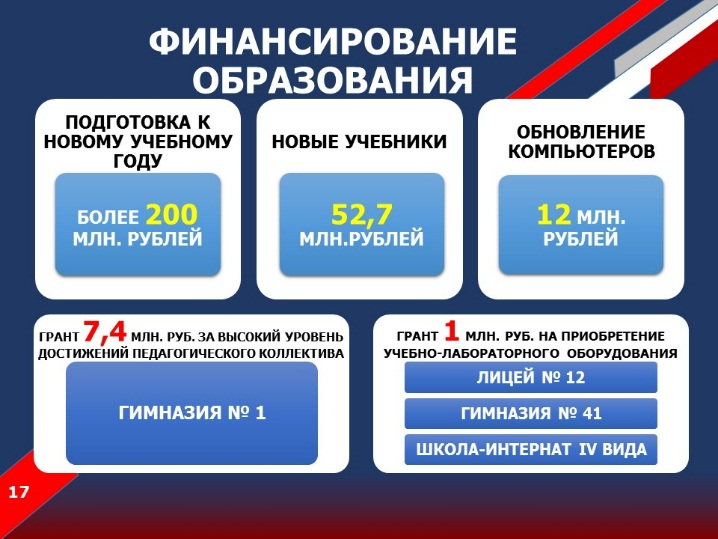 ФИНАНСИРОВАНИЕ
ОБРАЗОВАНИЯ
ПОДГОТОВКА К
НОВОМУ УЧЕБНОМУ
ГОДУ
БОЛЕЕ 200
МЛН. РУБЛЕЙ
НОВЫЕ УЧЕБНИКИ
52,7
МЛН.РУБЛЕЙ
ОБНОВЛЕНИЕ
КОМПЬЮТЕРОВ
12 МЛН.
РУБЛЕЙ
ГРАНТ 7,4 МЛН. РУБ. ЗА ВЫСОКИЙ УРОВЕНЬ
ДОСТИЖЕНИЙ ПЕДАГОГИЧЕСКОГО КОЛЛЕКТИВА
ГИМНАЗИЯ № 1
ГРАНТ 1 МЛН. РУБ. НА ПРИОБРЕТЕНИЕ
УЧЕБНО-ЛАБОРАТОРНОГО ОБОРУДОВАНИЯ
ЛИЦЕЙ № 12
ГИМНАЗИЯ № 41
ШКОЛА-ИНТЕРНАТ IV ВИДА
17